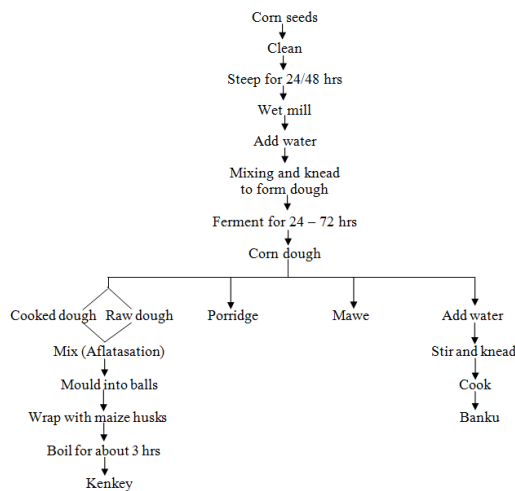 Corn seeds
Clean
Steep for 24/48 hrs
Wet mill
Add water
Mixing and knead
to form dough
Ferment for 24 – 72 hrs
Corn dough
Cooked dough Raw dough Porridge Mawe Add water
Mix (Aflatasation) Stir and knead
Mould into balls Cook
Wrap with maize husks Banku
Boil for about 3 hrs
Kenkey